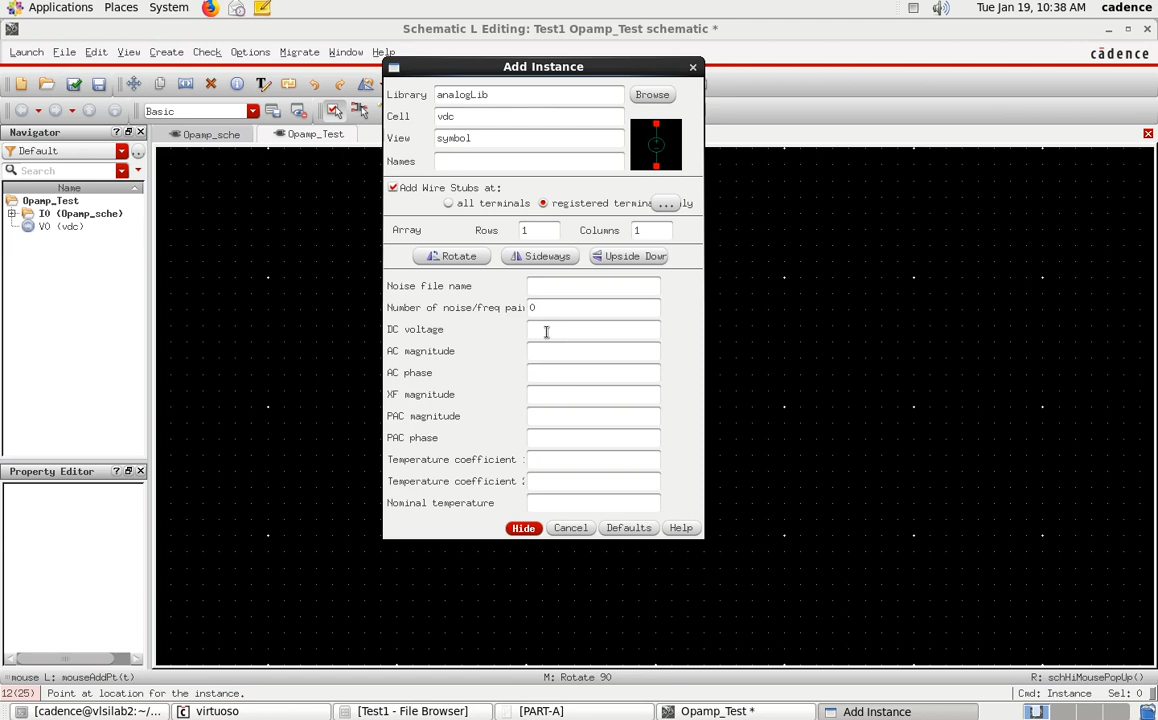 Applications Places System Tue Jan 19, 10:38 AM cadence
Schematic L Editing: Test1 Opamp_Test schematic *
Launch File Edit View Create Check Options Migrate Window Help
cādence
Add Instance
Library analogLib Browse
Cell vdc
View symbol
Names
Add Wire Stubs at:
all terminals registered termina ... ly
Array Rows 1 Columns 1
Rotate Sideways Upside Down
Noise file name
Number of noise/freq pair 0
DC voltage
AC magnitude
AC phase
XF magnitude
PAC magnitude
PAC phase
Temperature coefficient
Temperature coefficient
Nominal temperature
Hide Cancel Defaults Help
Basic
Navigator
Opamp_sche Opamp_Test
Default
Search
Name
Opamp_Test
I0 (Opamp_sche)
V0 (vdc)
Property Editor
mouse L: mouseAddPt(t) M: Rotate 90 R: schHiMousePopUp()
12(25) Point at location for the instance. Cmd: Instance Sel: 0
[cadence@vlsilab2:~/... virtuoso [Test1 - File Browser] [PART-A] Opamp_Test * Add Instance